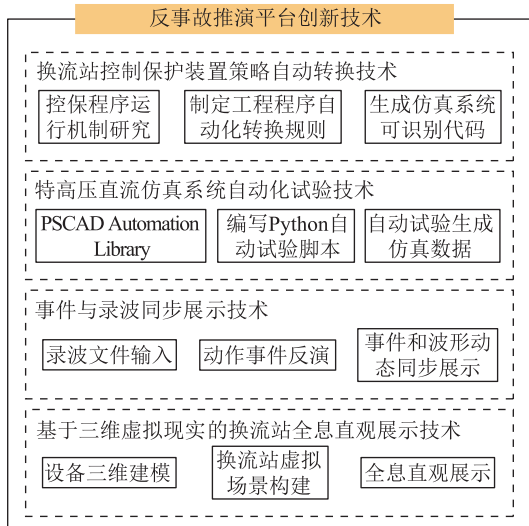 反事故推演平台创新技术
换流站控制保护装置策略自动转换技术
控保程序运
行机制研究
制定工程程序自
动化转换规则
生成仿真系统
可识别代码
特高压直流仿真系统自动化试验技术
PSCAD Automation
Library
编写Python自
动试验脚本
自动试验生成
仿真数据
事件与录波同步展示技术
录波文件输入
动作事件反演
事件和波形动
态同步展示
基于三维虚拟现实的换流站全息直观展示技术
设备三维建模
换流站虚拟
场景构建
全息直观展示